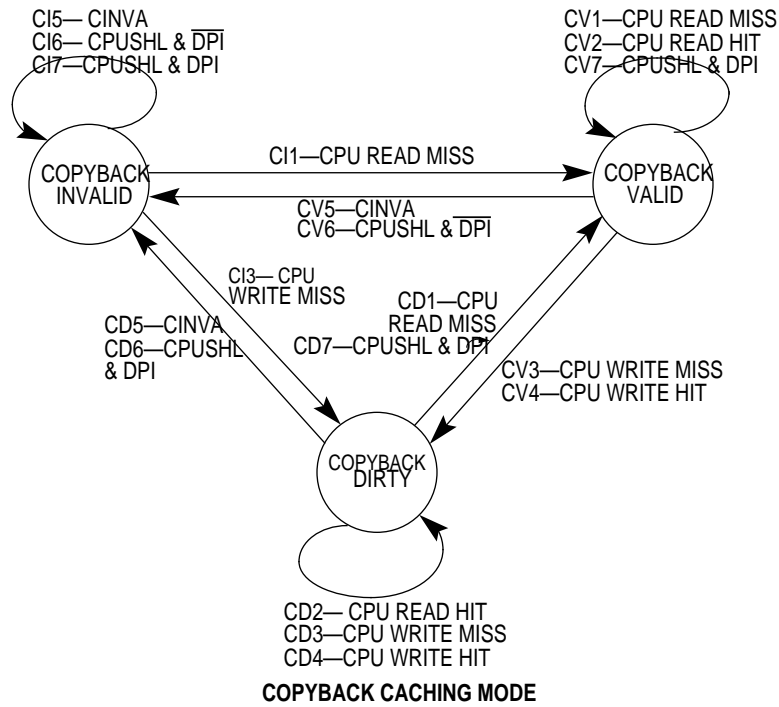 CI5— CINVA
CI6— CPUSHL & D̅P̅I̅
CI7—CPUSHL & DPI
CV1—CPU READ MISS
CV2—CPU READ HIT
CV7—CPUSHL & DPI
COPYBACK
INVALID
CI1—CPU READ MISS
COPYBACK
VALID
CV5—CINVA
CV6—CPUSHL & D̅P̅I̅
CI3— CPU
WRITE MISS
CD1—CPU
READ MISS
CD7—CPUSHL & DPI
CD5—CINVA
CD6—CPUSHL
& DPI
CV3—CPU WRITE MISS
CV4—CPU WRITE HIT
COPYBACK
DIRTY
CD2— CPU READ HIT
CD3—CPU WRITE MISS
CD4—CPU WRITE HIT
COPYBACK CACHING MODE